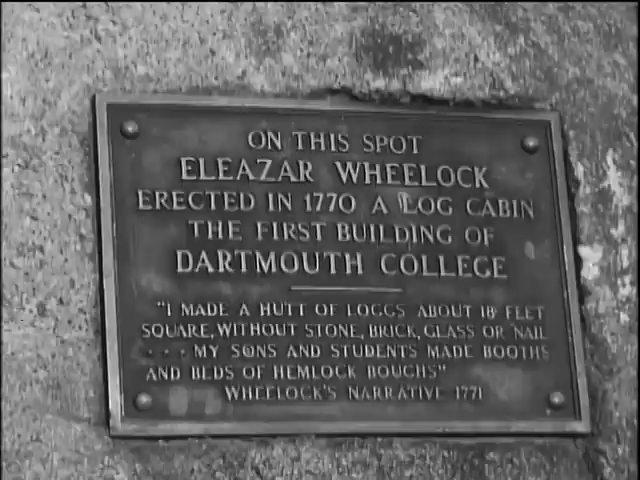 ON THIS SPOT
ELEAZAR WHEELOCK
ERECTED IN 1770 A LOG CABIN
THE FIRST BUILDING OF
DARTMOUTH COLLEGE
"I MADE A HUTT OF LOGGS ABOUT 18 FEET
SQUARE, WITHOUT STONE, BRICK, GLASS OR NAIL
. . . MY SONS AND STUDENTS MADE BOOTHS
AND BEDS OF HEMLOCK BOUGHS"
WHEELOCK'S NARRATIVE 1771